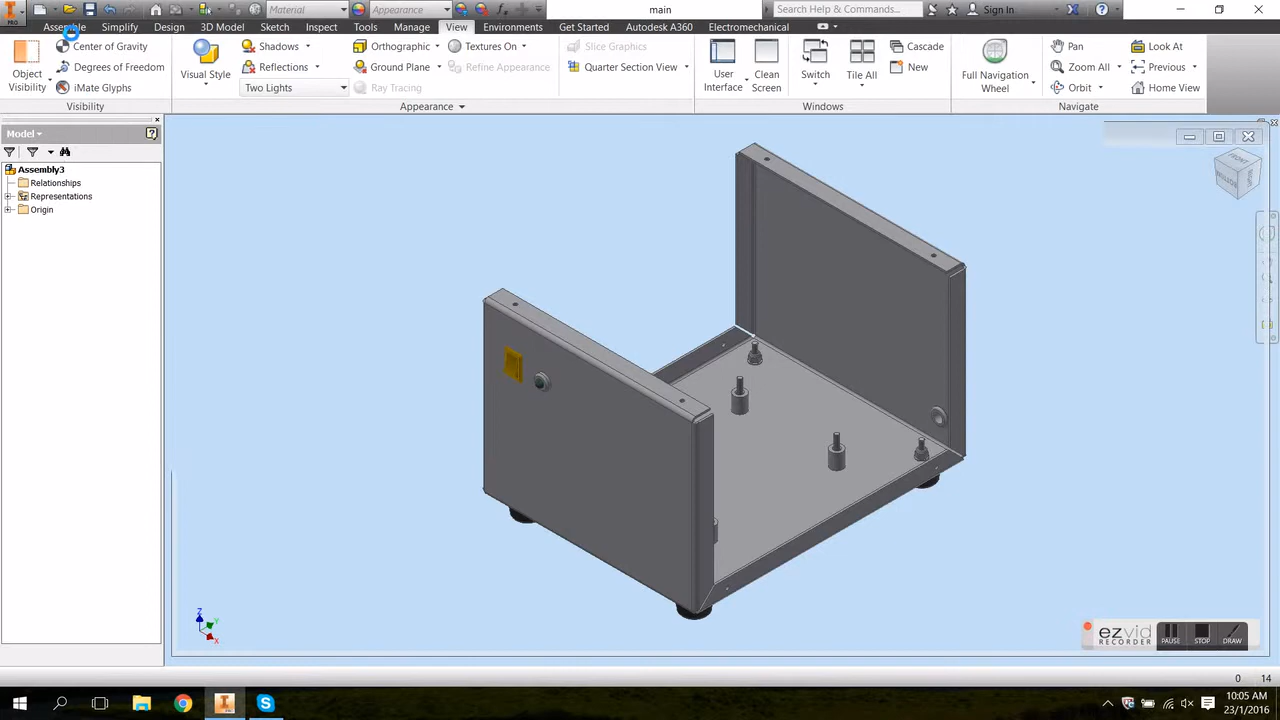 PRO
Material
Appearance
main
Search Help & Commands...
Sign In
Assemble Simplify Design 3D Model Sketch Inspect Tools Manage View Environments Get Started Autodesk A360 Electromechanical
Object Visibility
Center of Gravity
Degrees of Freedom
iMate Glyphs
Visibility
Visual Style
Shadows
Reflections
Two Lights
Orthographic
Ground Plane
Ray Tracing
Textures On
Refine Appearance
Appearance
Slice Graphics
Quarter Section View
User Interface
Clean Screen
Switch
Tile All
Cascade
New
Windows
Full Navigation Wheel
Pan
Zoom All
Orbit
Look At
Previous
Home View
Navigate
Model
Assembly3
Relationships
Representations
Origin
FRONT
BOTTOM
Z
Y
X
ezvid
RECORDER
PAUSE
STOP
DRAW
0 14
10:05 AM
23/1/2016